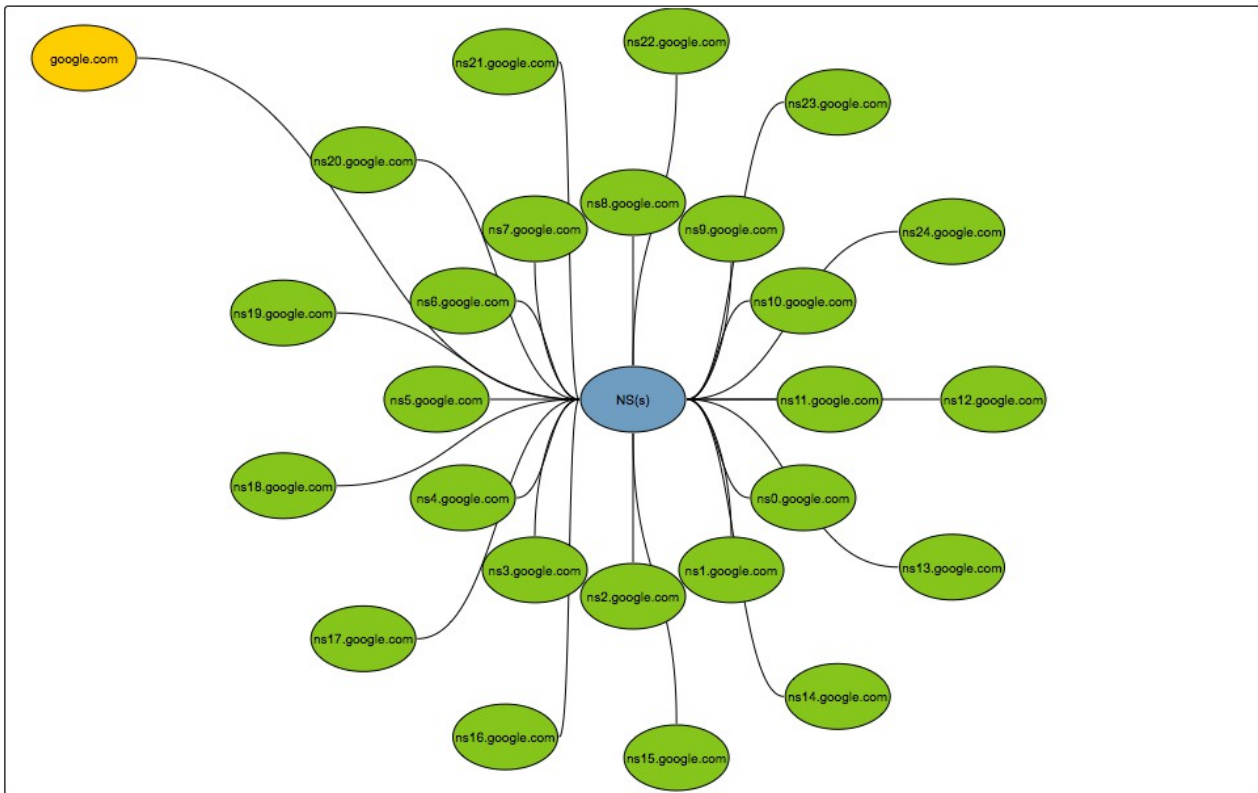 google.com
ns22.google.com
ns21.google.com
ns23.google.com
ns20.google.com
ns8.google.com
ns7.google.com
ns9.google.com
ns24.google.com
ns6.google.com
ns10.google.com
ns19.google.com
ns5.google.com
NS(s)
ns11.google.com
ns12.google.com
ns18.google.com
ns4.google.com
ns0.google.com
ns3.google.com
ns1.google.com
ns13.google.com
ns2.google.com
ns17.google.com
ns14.google.com
ns16.google.com
ns15.google.com